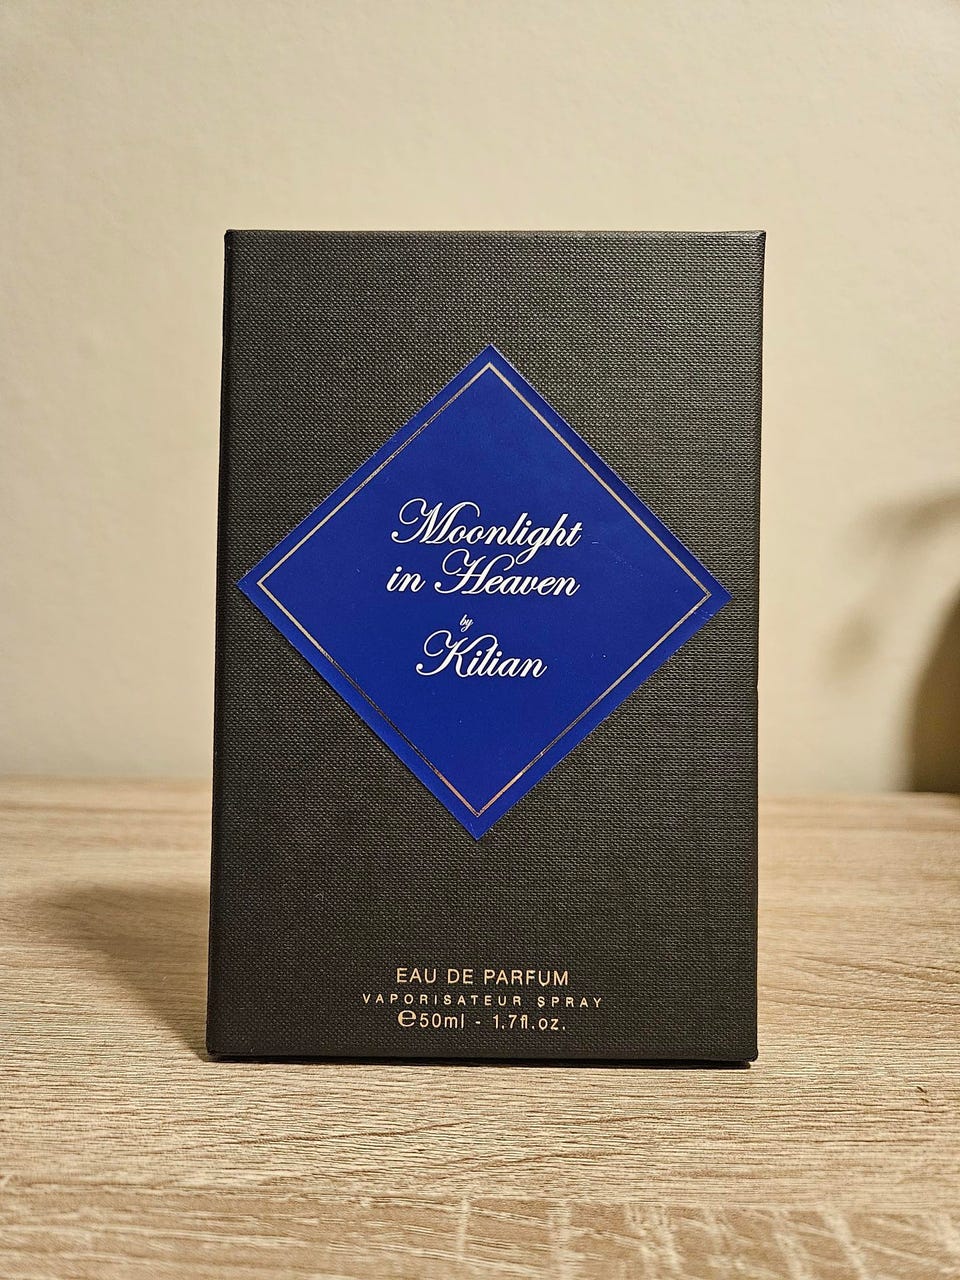 Moonlight
in Heaven
by
Kilian
EAU DE PARFUM
VAPORISATEUR SPRAY
℮50ml - 1.7fl.oz.